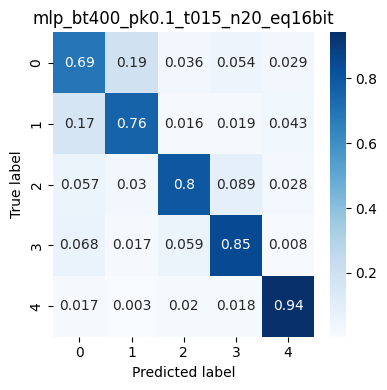 mlp_bt400_pk0.1_t015_n20_eq16bit
0 0.69 0.19 0.036 0.054 0.029
1 0.17 0.76 0.016 0.019 0.043
2 0.057 0.03 0.8 0.089 0.028
3 0.068 0.017 0.059 0.85 0.008
4 0.017 0.003 0.02 0.018 0.94
0 1 2 3 4
Predicted label
True label
0.8
0.6
0.4
0.2